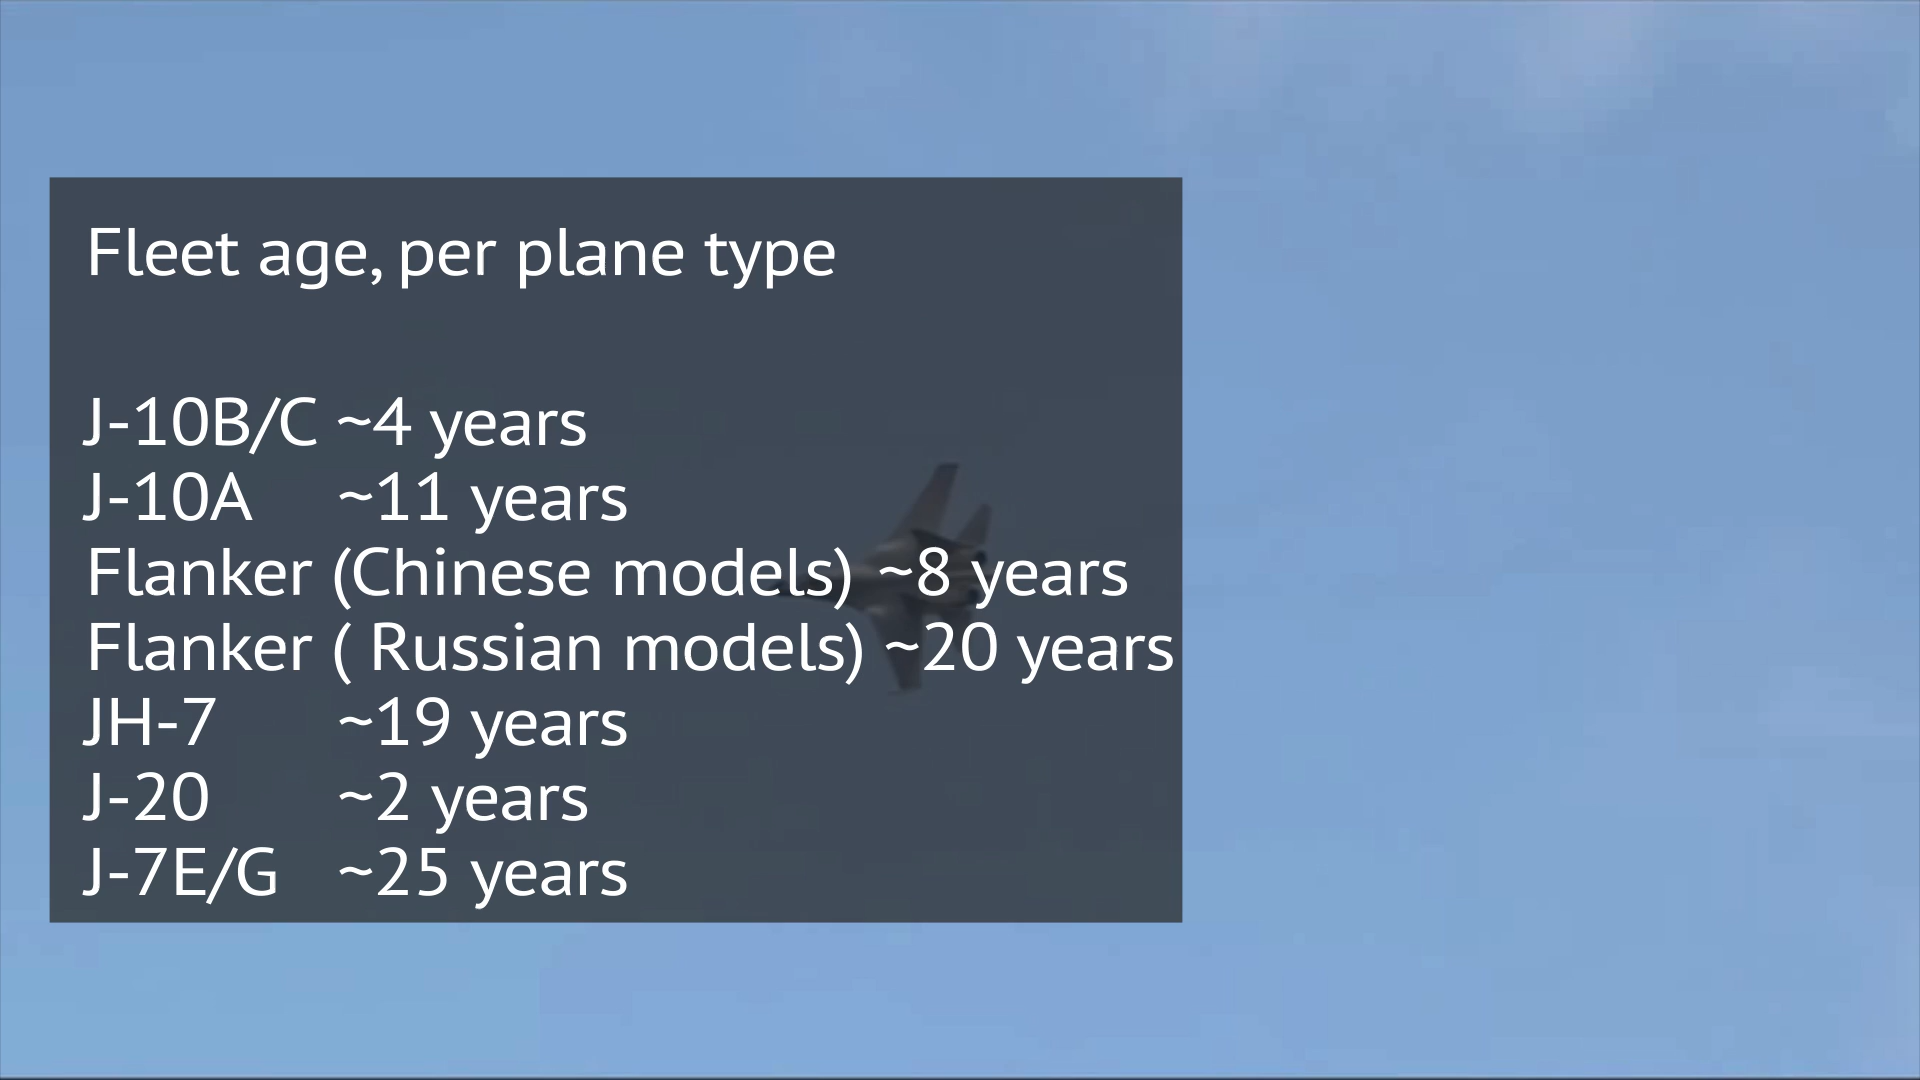 Fleet age, per plane type
J-10B/C ~4 years
J-10A ~11 years
Flanker (Chinese models) ~8 years
Flanker ( Russian models) ~20 years
JH-7 ~19 years
J-20 ~2 years
J-7E/G ~25 years